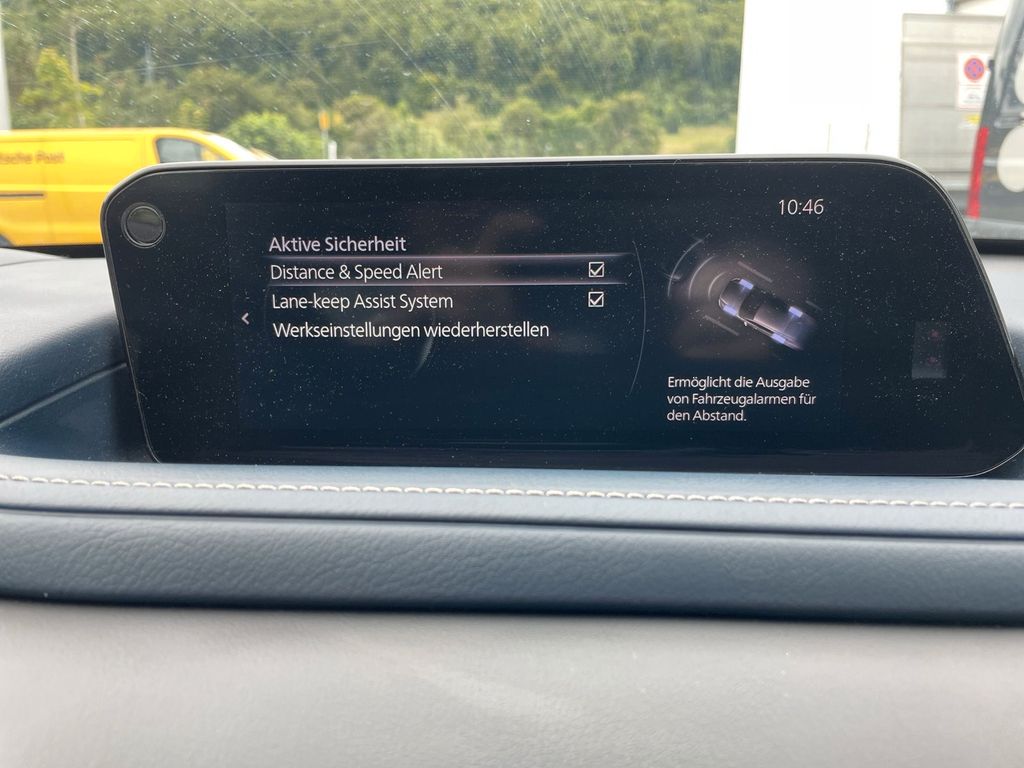 Post
10:46
Aktive Sicherheit
Distance & Speed Alert
Lane-keep Assist System
Werkseinstellungen wiederherstellen
Ermöglicht die Ausgabe
von Fahrzeugalarmen für
den Abstand.